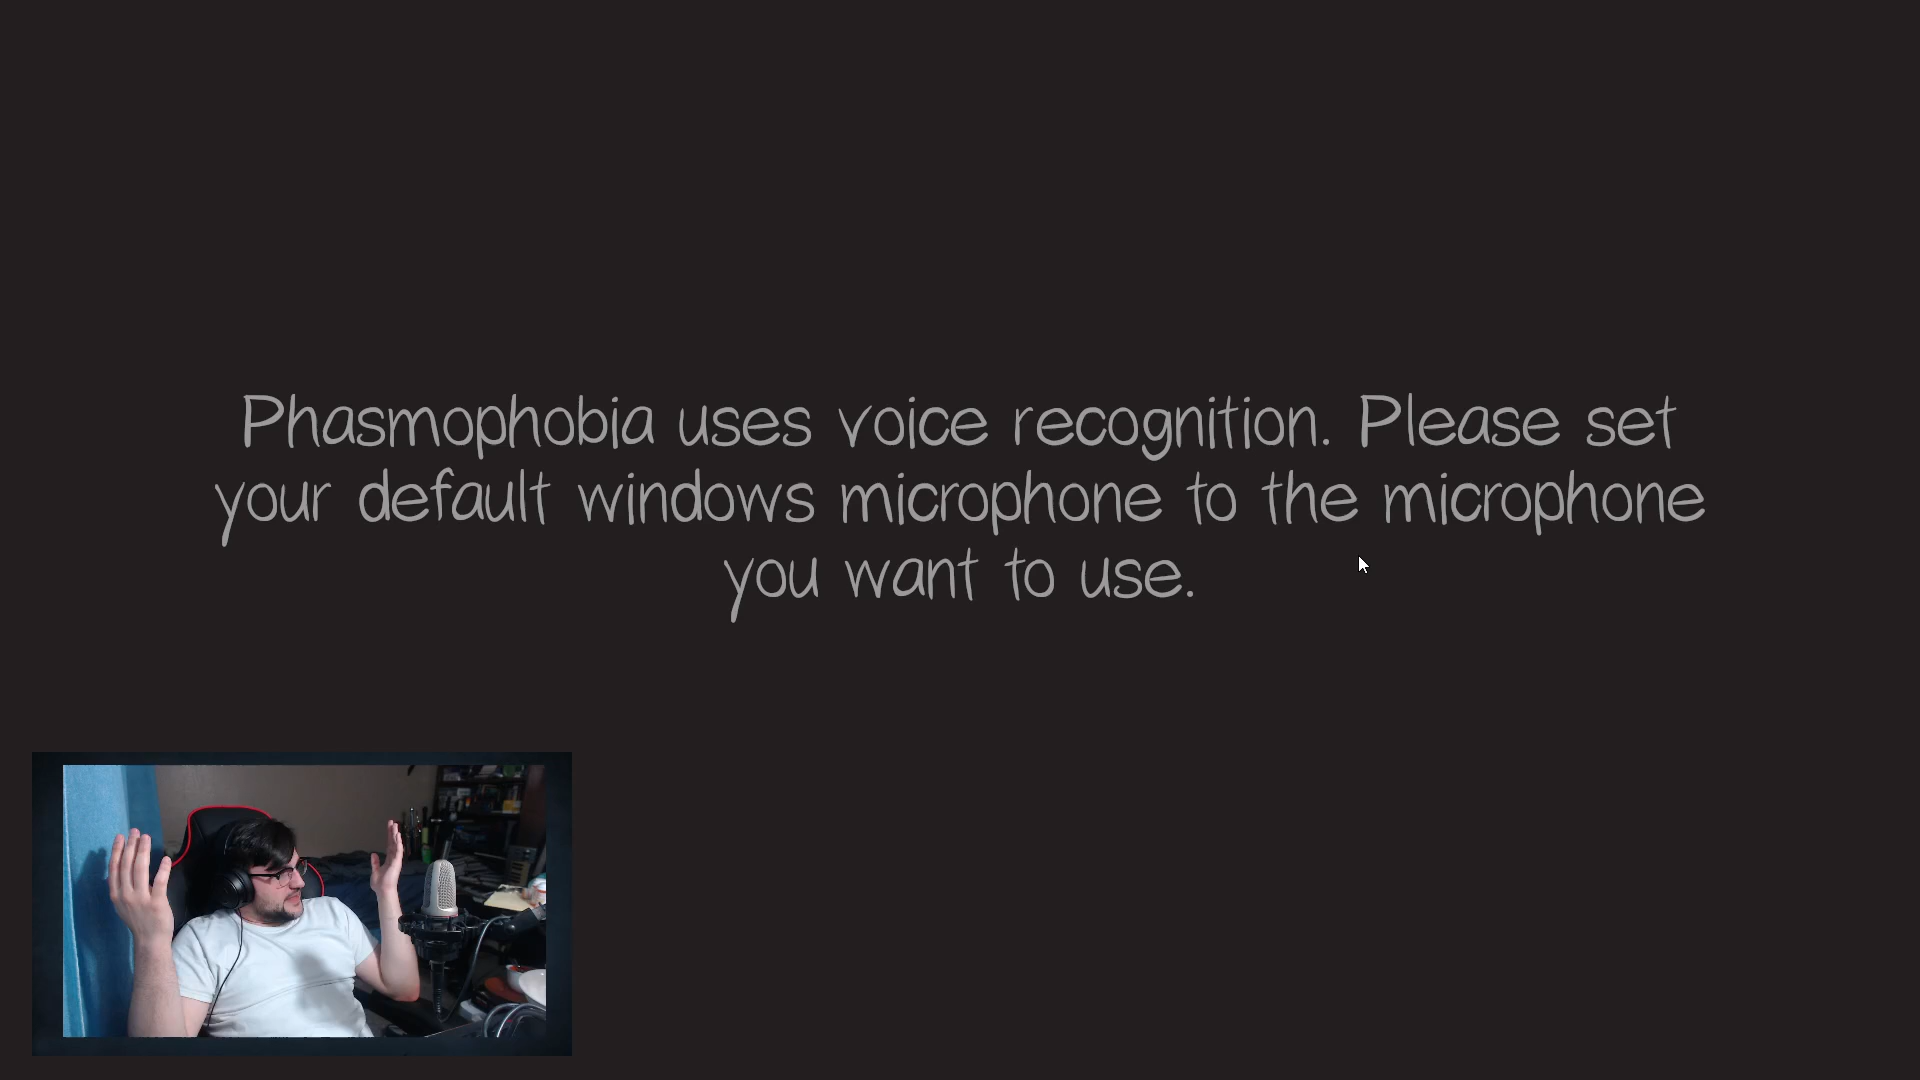 Phasmophobia uses voice recognition. Please set
your default windows microphone to the microphone
you want to use.